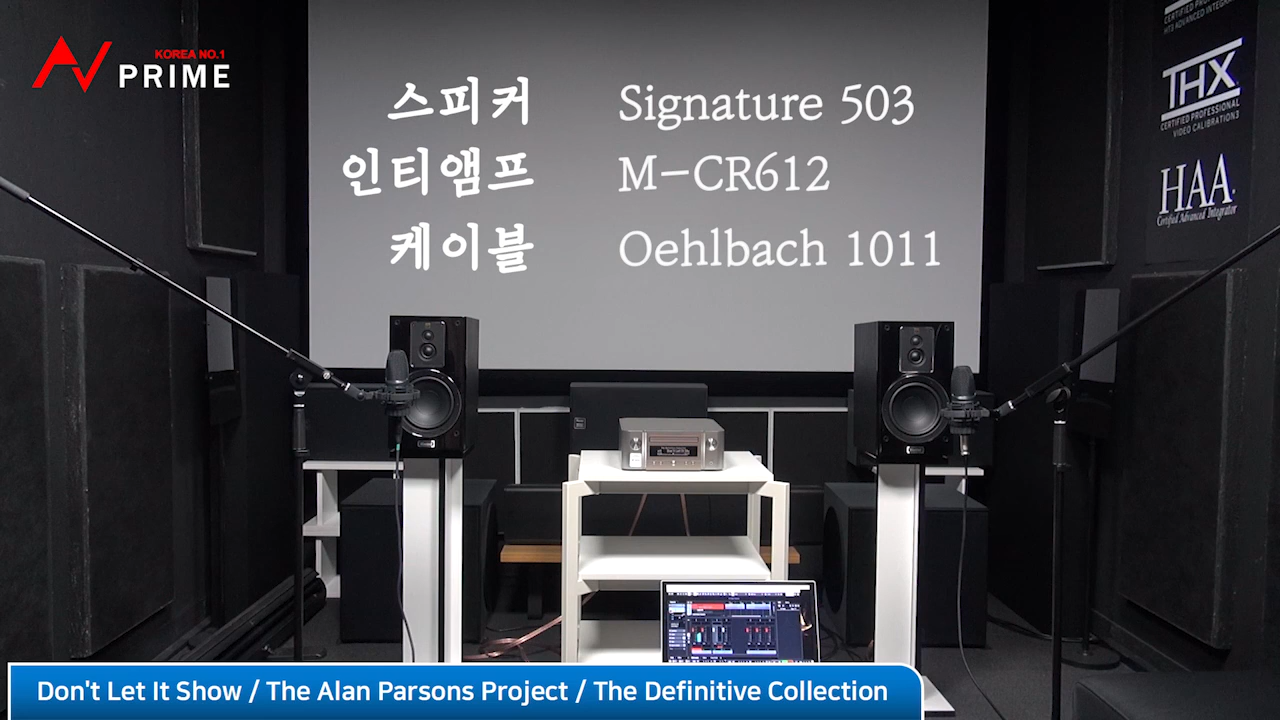 KOREA NO.1
PRIME
스피커 Signature 503
인티앰프 M-CR612
케이블 Oehlbach 1011
THX
CERTIFIED PROFESSIONAL
VIDEO CALIBRATION3
HAA
Certified Advanced Integrator
Don't Let It Show / The Alan Parsons Project / The Definitive Collection